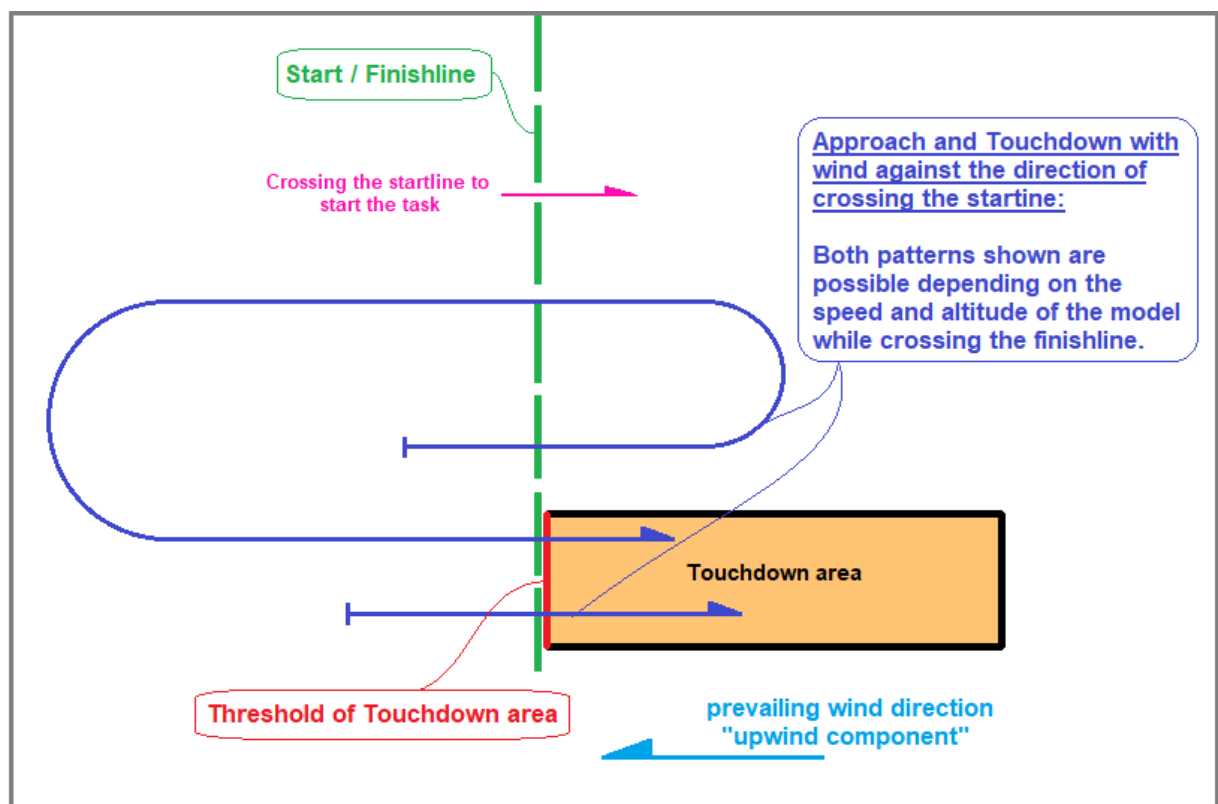 Start / Finishline
Crossing the startline to
start the task
Approach and Touchdown with
wind against the direction of
crossing the startine:
Both patterns shown are
possible depending on the
speed and altitude of the model
while crossing the finishline.
Touchdown area
Threshold of Touchdown area
prevailing wind direction
"upwind component"